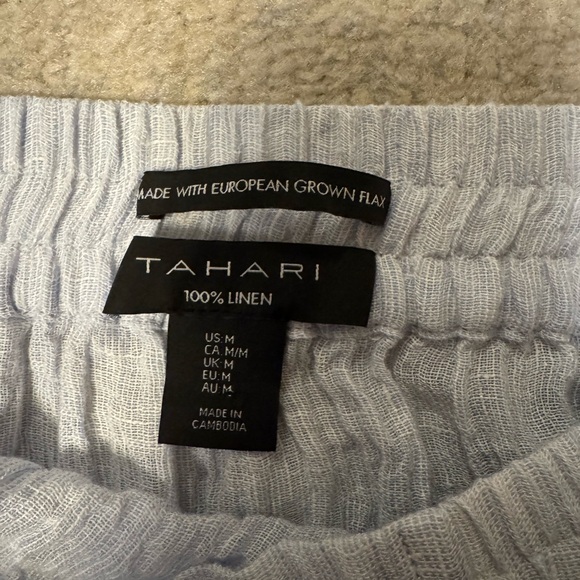 MADE WITH EUROPEAN GROWN FLAX
TAHARI
100% LINEN
US: M
CA. M/M
UK: M
EU: M
AU: M
MADE IN
CAMBODIA